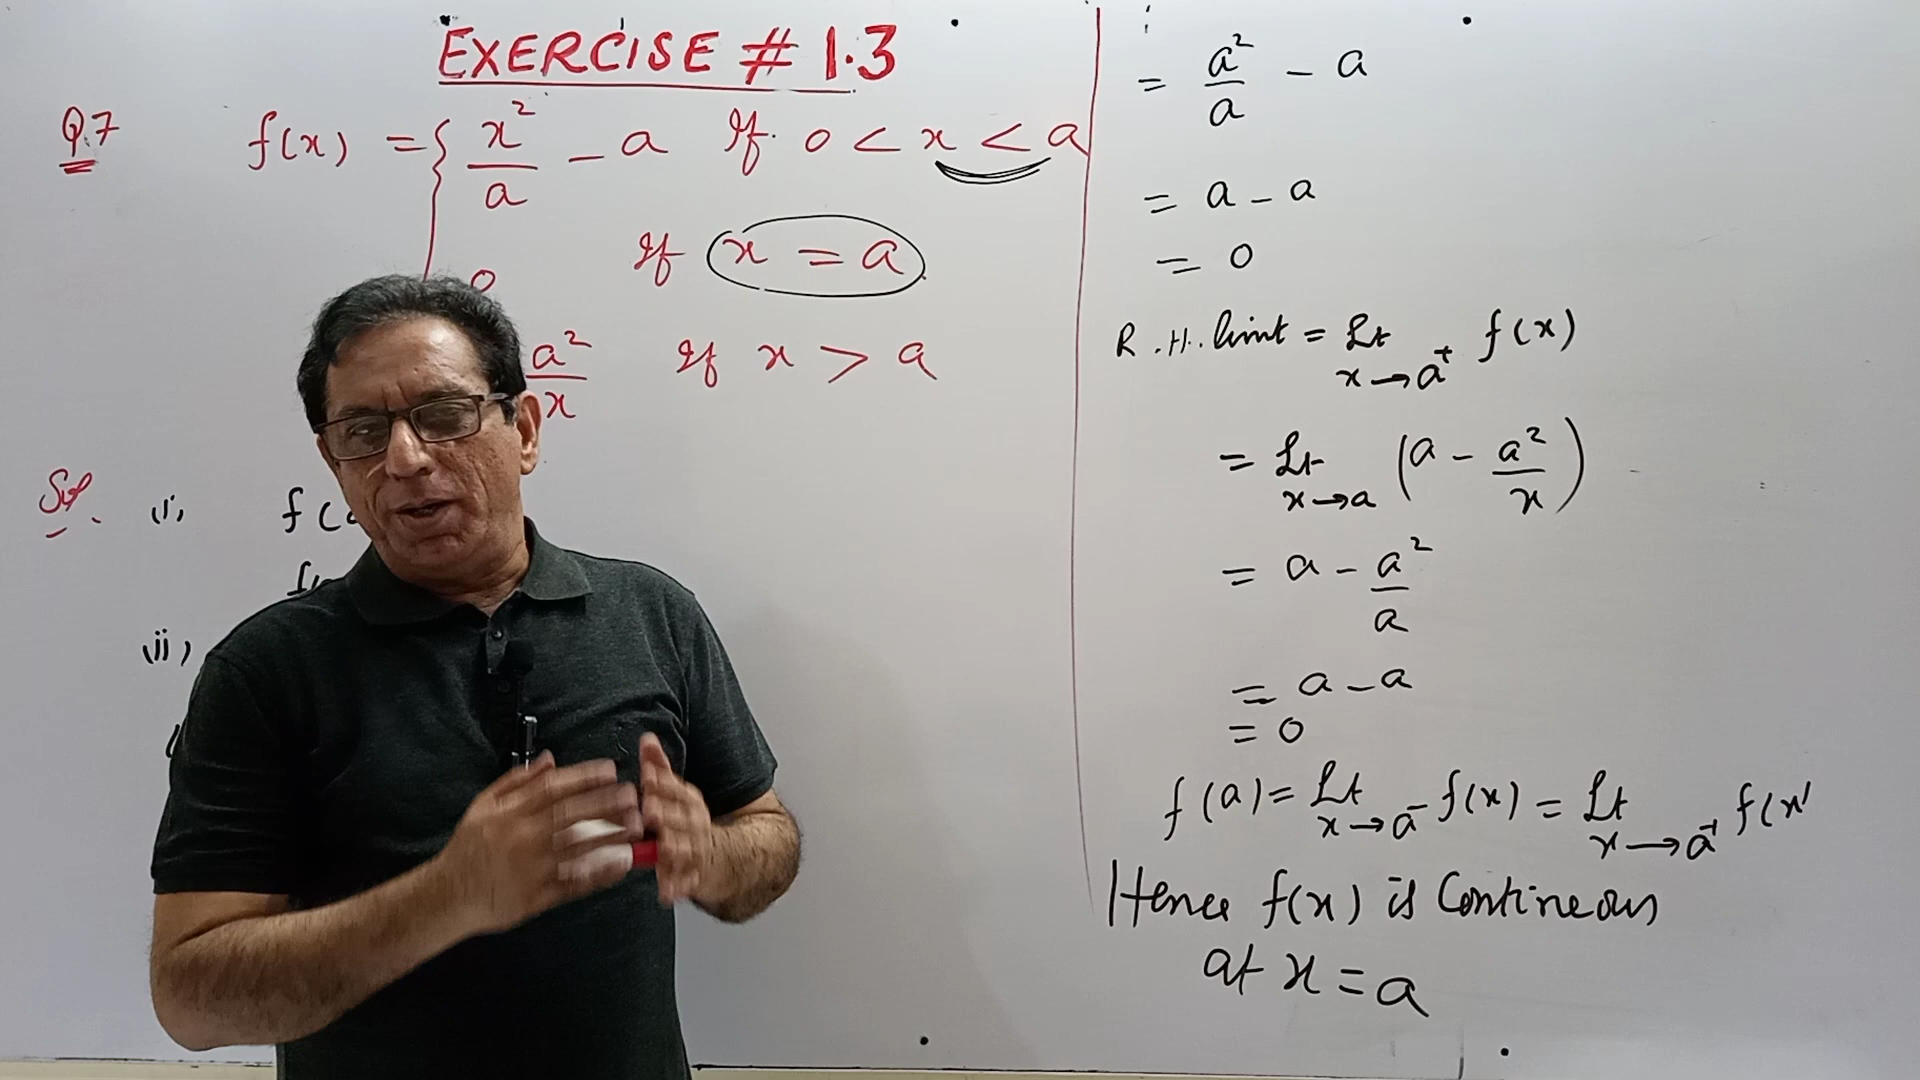 EXERCISE # 1.3
Q.7 f(x) = { x²/a - a If 0 < x < a
0 If x = a
a²/x If x > a
Sol. (i) f(
(ii)
= a²/a - a
= a - a
= 0
R.H. limit = Lt x→a⁺ f(x)
= Lt x→a (a - a²/x)
= a - a²/a
= a - a
= 0
f(a) = Lt x→a⁻ f(x) = Lt x→a⁺ f(x)
Hence f(x) is Contineous
at x = a